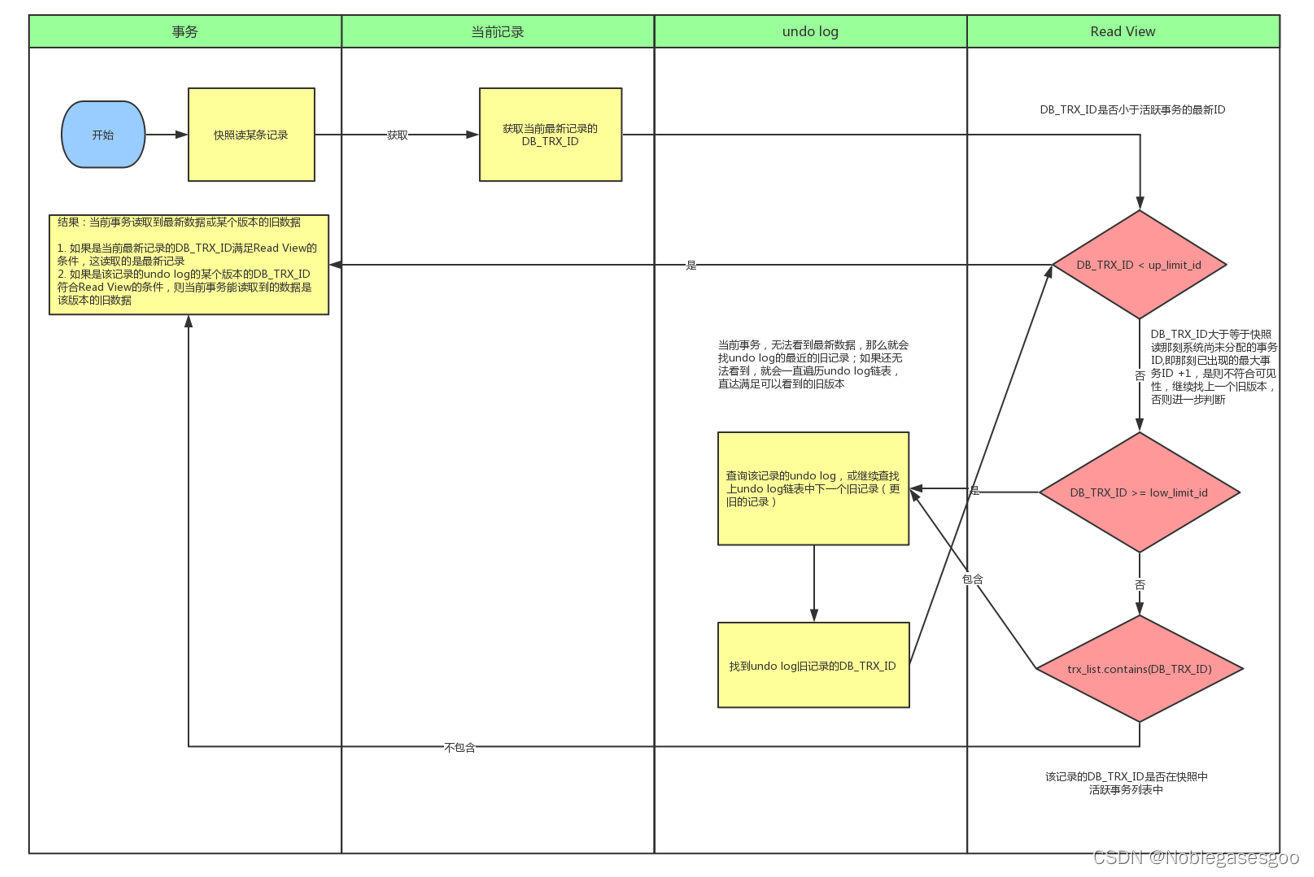 事务
当前记录
undo log
Read View
DB_TRX_ID是否小于活跃事务的最新ID
开始
快照读某条记录
获取
获取当前最新记录的
DB_TRX_ID
结果：当前事务读取到最新数据或某个版本的旧数据
1. 如果是当前最新记录的DB_TRX_ID满足Read View的
条件，这读取的是最新记录
2. 如果是该记录的undo log的某个版本的DB_TRX_ID
符合Read View的条件，则当前事务能读取到的数据是
该版本的旧数据
是
DB_TRX_ID < up_limit_id
当前事务，无法看到最新数据，那么就会
找undo log的最近的旧记录；如果还无
法看到，就会一直遍历undo log链表，
直达满足可以看到的旧版本
否
DB_TRX_ID大于等于快照
读那刻系统尚未分配的事务
ID,即那刻已出现的最大事
务ID +1，是则不符合可见
性，继续找上一个旧版本，
否则进一步判断
查询该记录的undo log，或继续查找
上undo log链表中下一个旧记录（更
旧的记录）
是
DB_TRX_ID >= low_limit_id
包含
否
找到undo log旧记录的DB_TRX_ID
trx_list.contains(DB_TRX_ID)
不包含
该记录的DB_TRX_ID是否在快照中
活跃事务列表中
CSDN @Noblegasesgoo